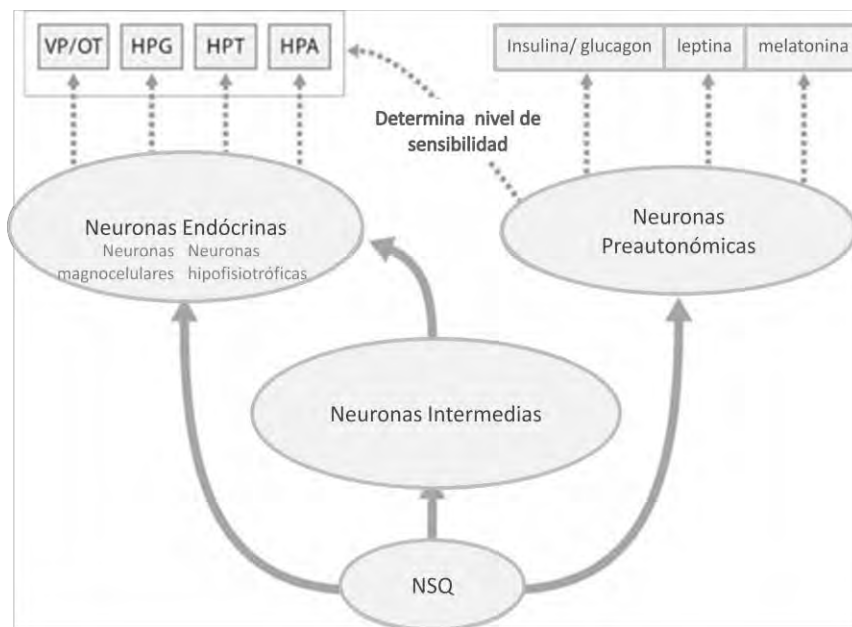 VP/OT HPG HPT HPA
Insulina/ glucagon leptina melatonina
Determina nivel de
sensibilidad
Neuronas Endócrinas
Neuronas Neuronas
magnocelulares hipofisiotróficas
Neuronas
Preautonómicas
Neuronas Intermedias
NSQ